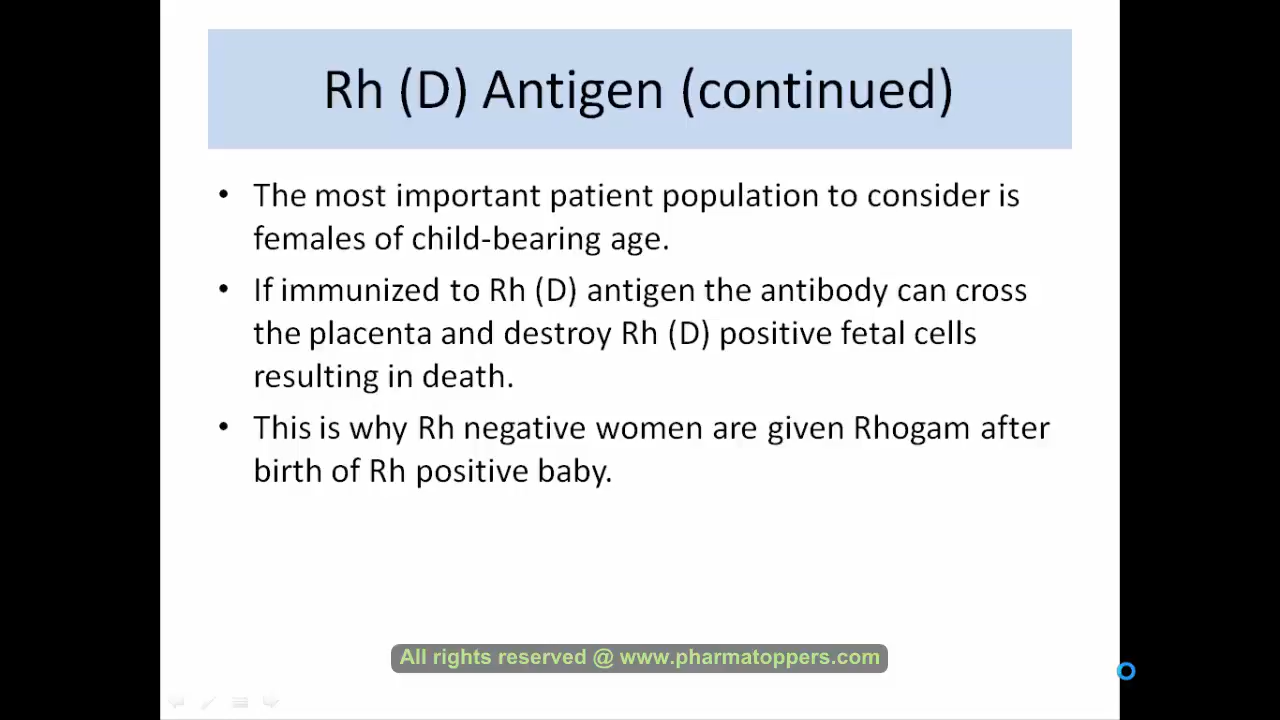 Rh (D) Antigen (continued)
• The most important patient population to consider is
females of child-bearing age.
• If immunized to Rh (D) antigen the antibody can cross
the placenta and destroy Rh (D) positive fetal cells
resulting in death.
• This is why Rh negative women are given Rhogam after
birth of Rh positive baby.
All rights reserved @ www.pharmatoppers.com